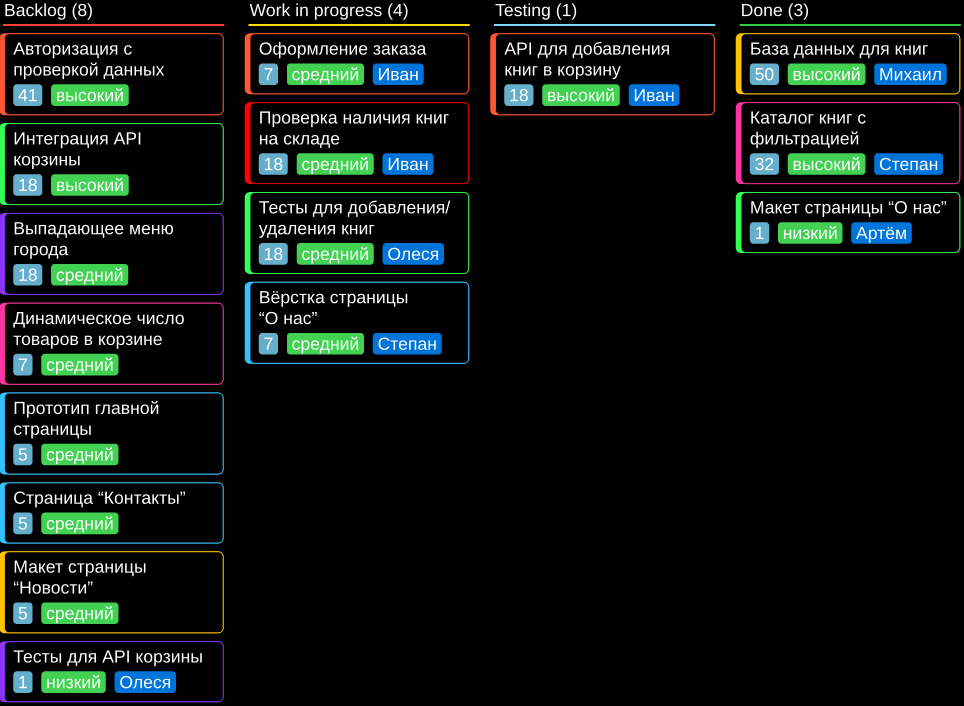 Backlog (8)
Авторизация с
проверкой данных
41 высокий
Интеграция API
корзины
18 высокий
Выпадающее меню
города
18 средний
Динамическое число
товаров в корзине
7 средний
Прототип главной
страницы
5 средний
Страница “Контакты”
5 средний
Макет страницы
“Новости”
5 средний
Тесты для API корзины
1 низкий Олеся
Work in progress (4)
Оформление заказа
7 средний Иван
Проверка наличия книг
на складе
18 средний Иван
Тесты для добавления/
удаления книг
18 средний Олеся
Вёрстка страницы
“О нас”
7 средний Степан
Testing (1)
API для добавления
книг в корзину
18 высокий Иван
Done (3)
База данных для книг
50 высокий Михаил
Каталог книг с
фильтрацией
32 высокий Степан
Макет страницы “О нас”
1 низкий Артём